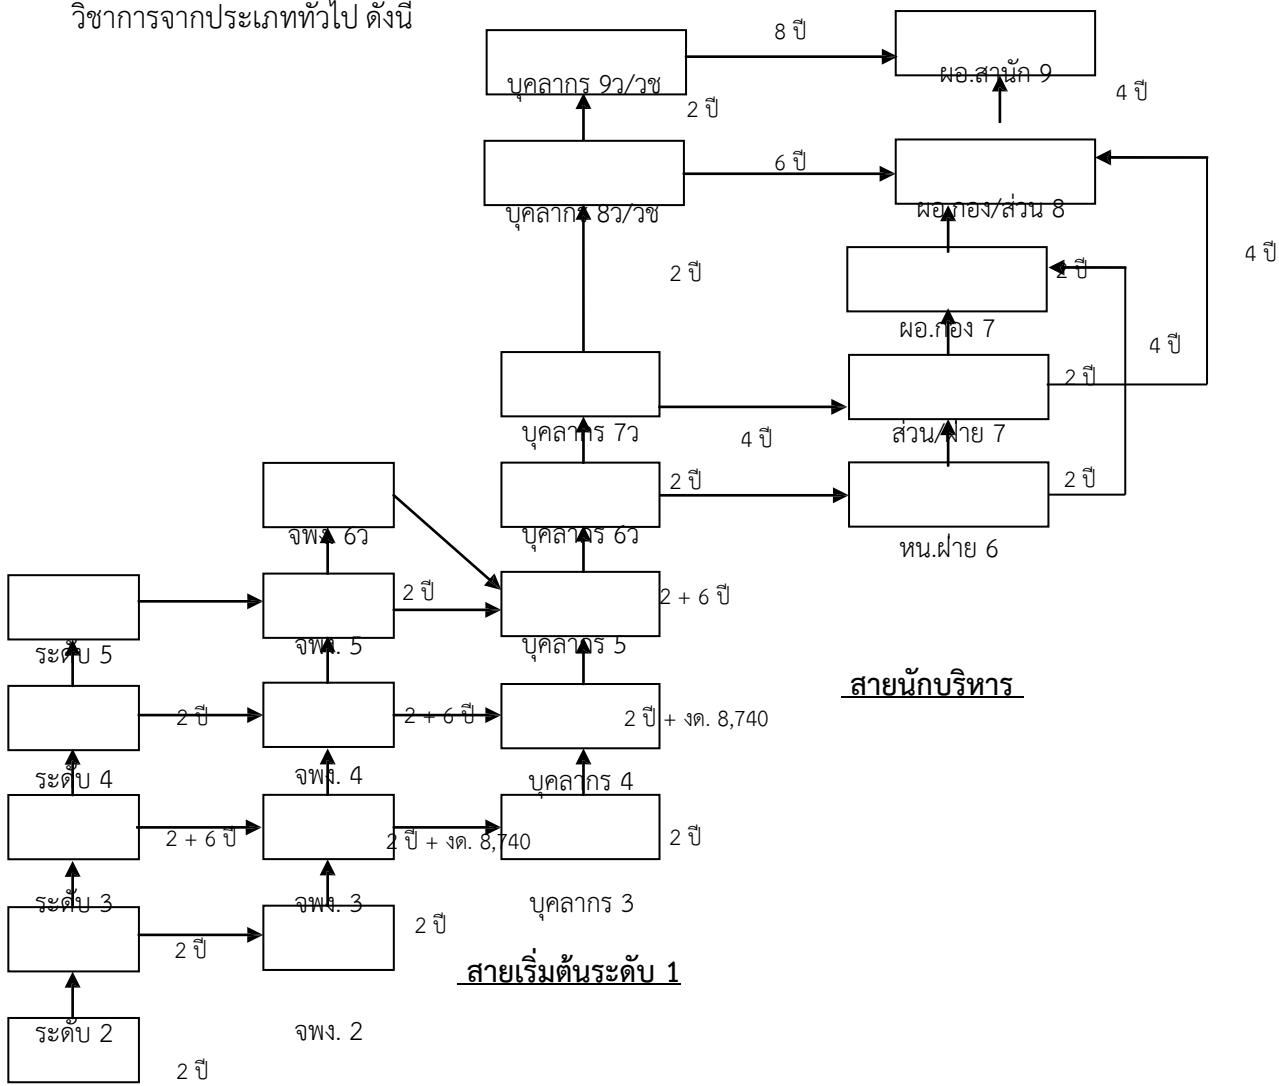 วิชาการจากประเภททั่วไป ดังนี้
8 ปี
บุคลากร 9ว/วช
ผอ.สำนัก 9
2 ปี
4 ปี
6 ปี
บุคลากร 8ว/วช
ผอ.กอง/ส่วน 8
2 ปี
2 ปี
4 ปี
ผอ.กอง 7
4 ปี
2 ปี
บุคลากร 7ว
4 ปี
ส่วน/ฝ่าย 7
2 ปี
2 ปี
จพง. 6ว
บุคลากร 6ว
หน.ฝ่าย 6
2 ปี
2 + 6 ปี
ระดับ 5
จพง. 5
บุคลากร 5
สายนักบริหาร
2 ปี
2 + 6 ปี
2 ปี + งด. 8,740
ระดับ 4
จพง. 4
บุคลากร 4
2 + 6 ปี
2 ปี + งด. 8,740
2 ปี
ระดับ 3
จพง. 3
บุคลากร 3
2 ปี
2 ปี
สายเริ่มต้นระดับ 1
ระดับ 2
จพง. 2
2 ปี